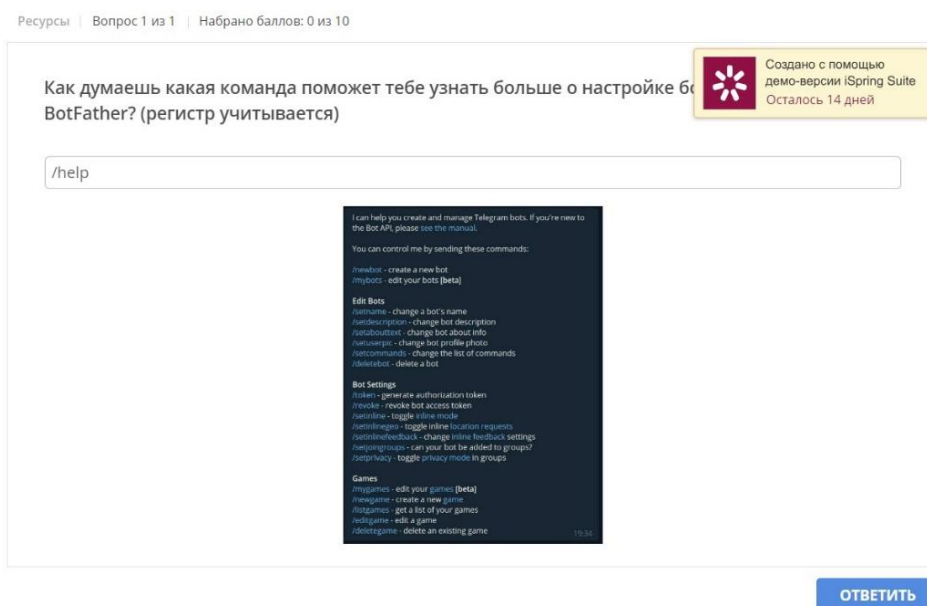 Ресурсы | Вопрос 1 из 1 | Набрано баллов: 0 из 10
Как думаешь какая команда поможет тебе узнать больше о настройке бо
BotFather? (регистр учитывается)
Создано с помощью
демо-версии iSpring Suite
Осталось 14 дней
/help
I can help you create and manage Telegram bots. If you're new to
the Bot API, please see the manual.
You can control me by sending these commands:
/newbot - create a new bot
/mybots - edit your bots [beta]
Edit Bots
/setname - change a bot's name
/setdescription - change bot description
/setabouttext - change bot about info
/setuserpic - change bot profile photo
/setcommands - change the list of commands
/deletebot - delete a bot
Bot Settings
/token - generate authorization token
/revoke - revoke bot access token
/setinline - toggle inline mode
/setinlinegeo - toggle inline location requests
/setinlinefeedback - change inline feedback settings
/setjoingroups - can your bot be added to groups?
/setprivacy - toggle privacy mode in groups
Games
/mygames - edit your games [beta]
/newgame - create a new game
/listgames - get a list of your games
/editgame - edit a game
/deletegame - delete an existing game
19:34
ОТВЕТИТЬ